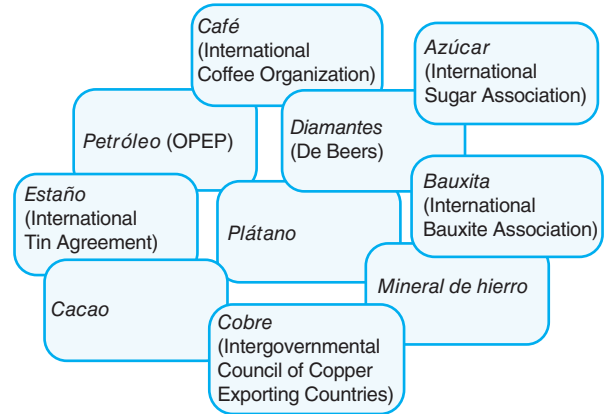 Café
(International
Coffee Organization)
Azúcar
(International
Sugar Association)
Petróleo (OPEP)
Diamantes
(De Beers)
Estaño
(International
Tin Agreement)
Plátano
Bauxita
(International
Bauxite Association)
Cacao
Mineral de hierro
Cobre
(Intergovernmental
Council of Copper
Exporting Countries)